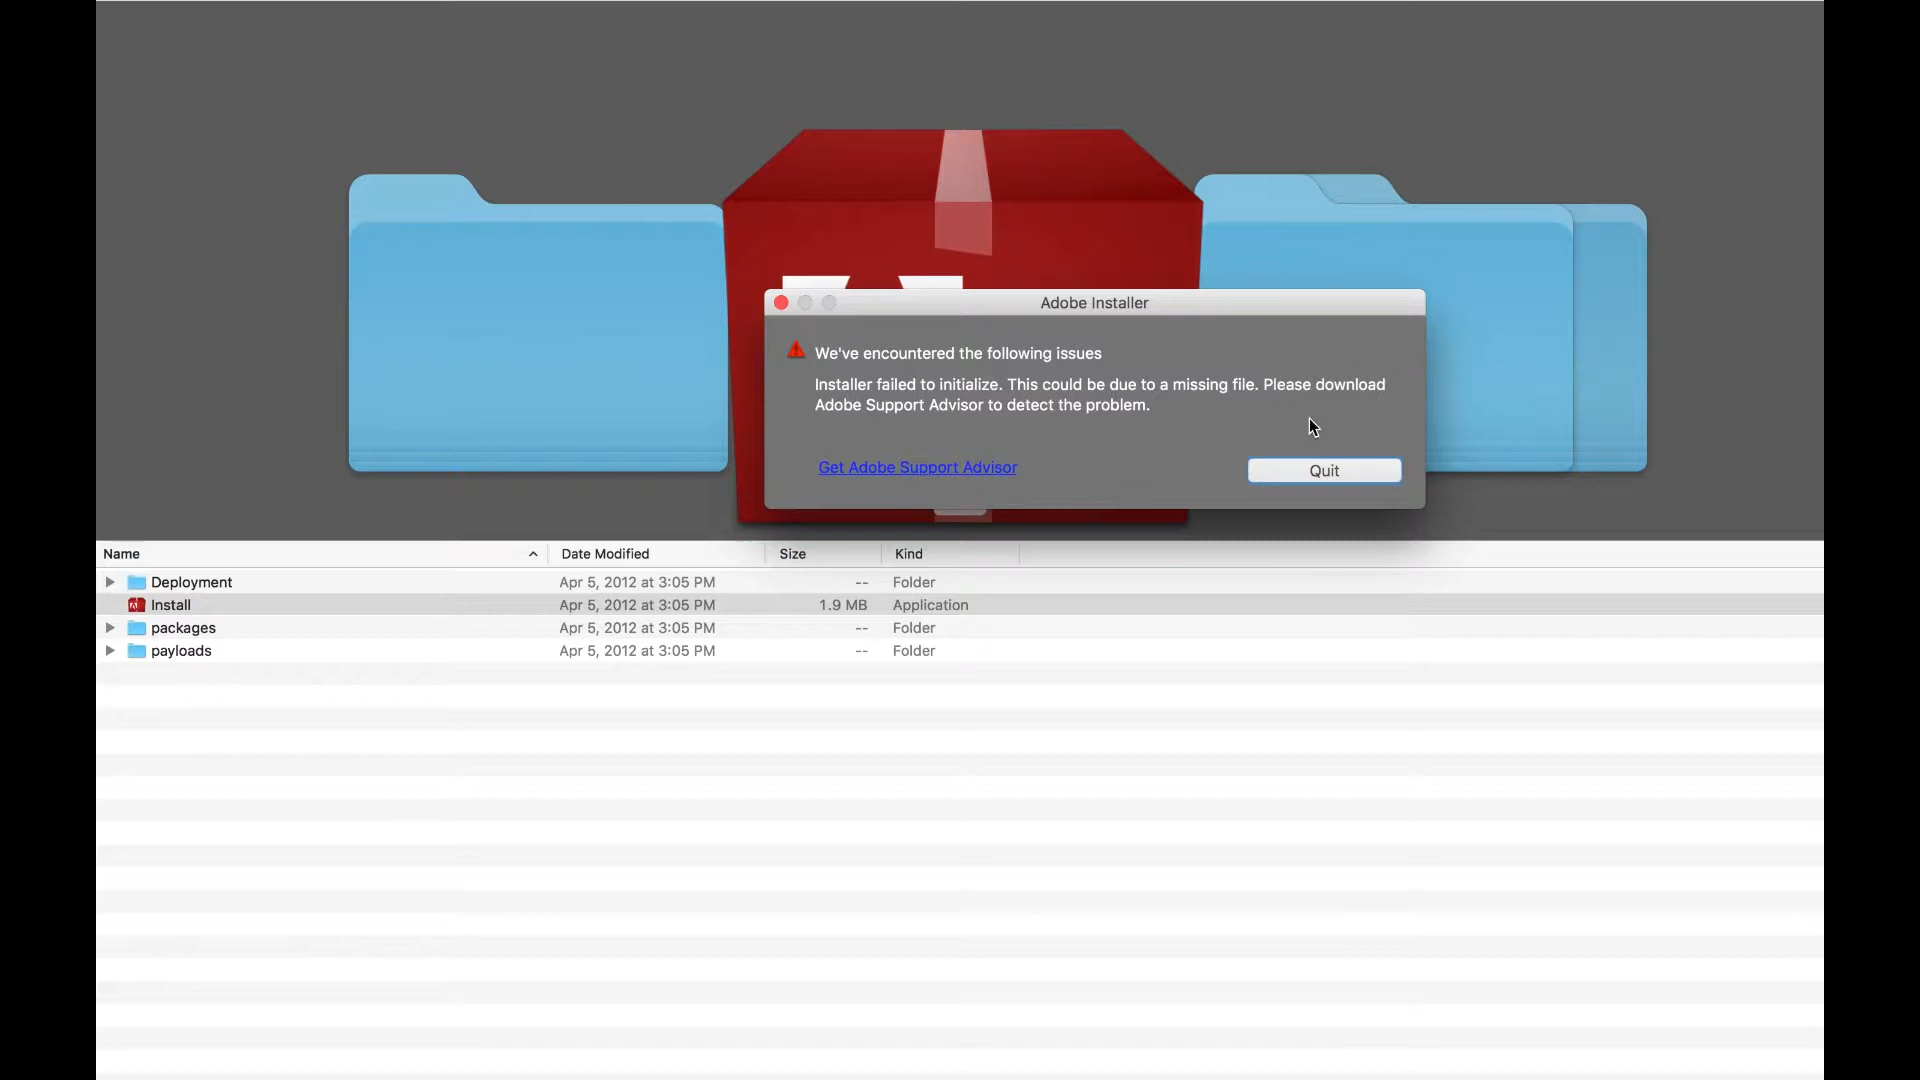 Adobe Installer
We've encountered the following issues
Installer failed to initialize. This could be due to a missing file. Please download
Adobe Support Advisor to detect the problem.
Get Adobe Support Advisor
Quit
Name Date Modified Size Kind
Deployment Apr 5, 2012 at 3:05 PM -- Folder
Install Apr 5, 2012 at 3:05 PM 1.9 MB Application
packages Apr 5, 2012 at 3:05 PM -- Folder
payloads Apr 5, 2012 at 3:05 PM -- Folder